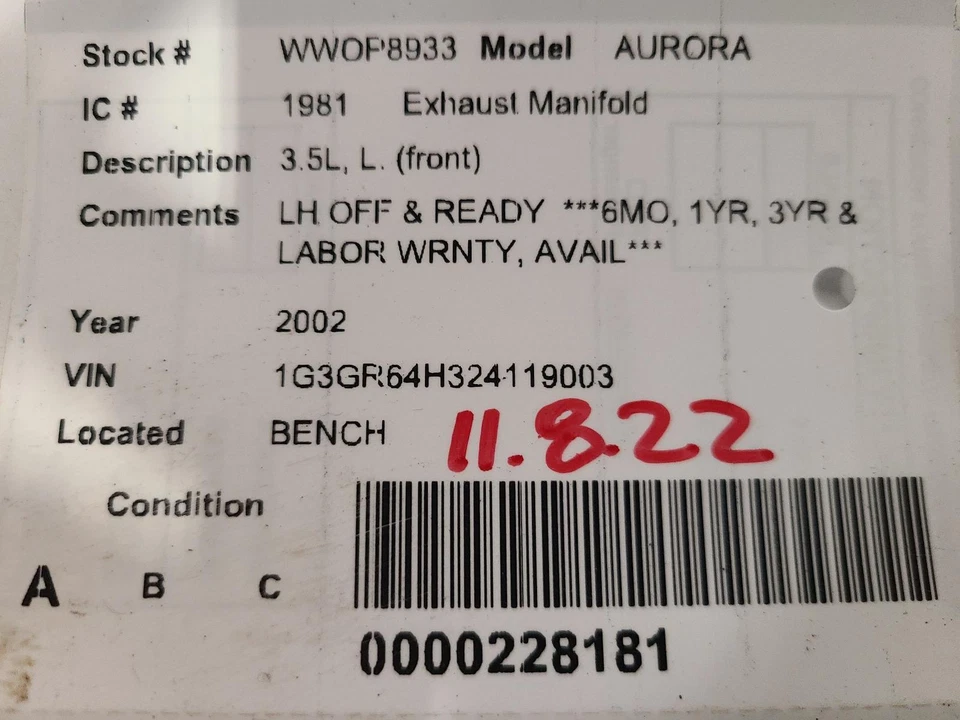 Stock # WWOP8933 Model AURORA
IC # 1981 Exhaust Manifold
Description 3.5L, L. (front)
Comments LH OFF & READY ***6MO, 1YR, 3YR &
LABOR WRNTY, AVAIL***
Year 2002
VIN 1G3GR64H324119003
Located BENCH 11.8.22
Condition
A B C
0000228181